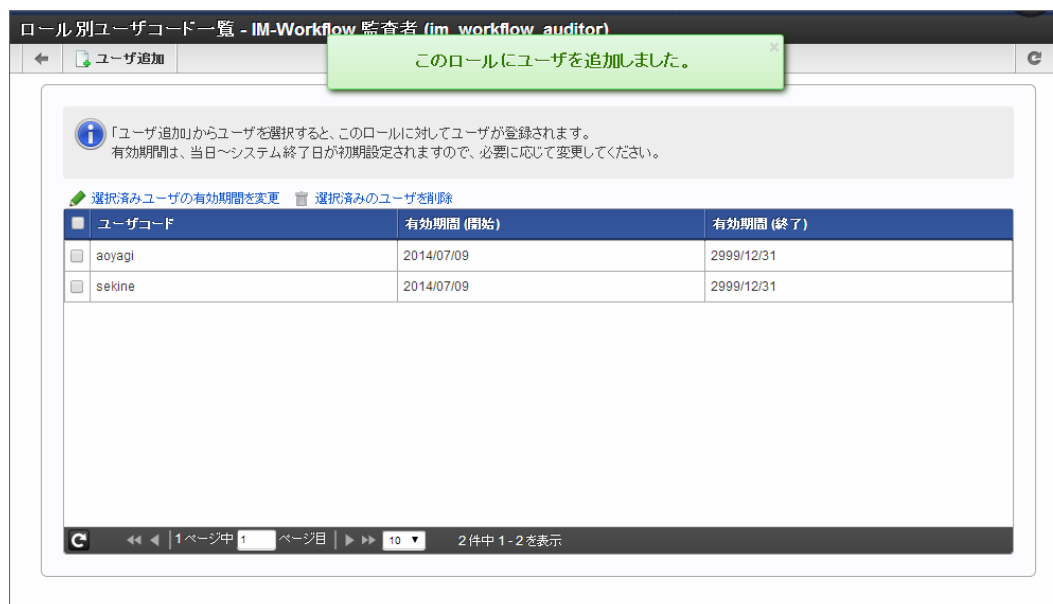 ロール別ユーザコード一覧 - IM-Workflow 監査者 (im_workflow_auditor)
このロールにユーザを追加しました。
×
ユーザ追加
「ユーザ追加」からユーザを選択すると、このロールに対してユーザが登録されます。
有効期間は、当日～システム終了日が初期設定されますので、必要に応じて変更してください。
選択済みユーザの有効期間を変更 選択済みのユーザを削除
ユーザコード 有効期間 (開始) 有効期間 (終了)
aoyagi 2014/07/09 2999/12/31
sekine 2014/07/09 2999/12/31
1 ページ中 1 ページ目 10 2 件中 1 - 2 を表示